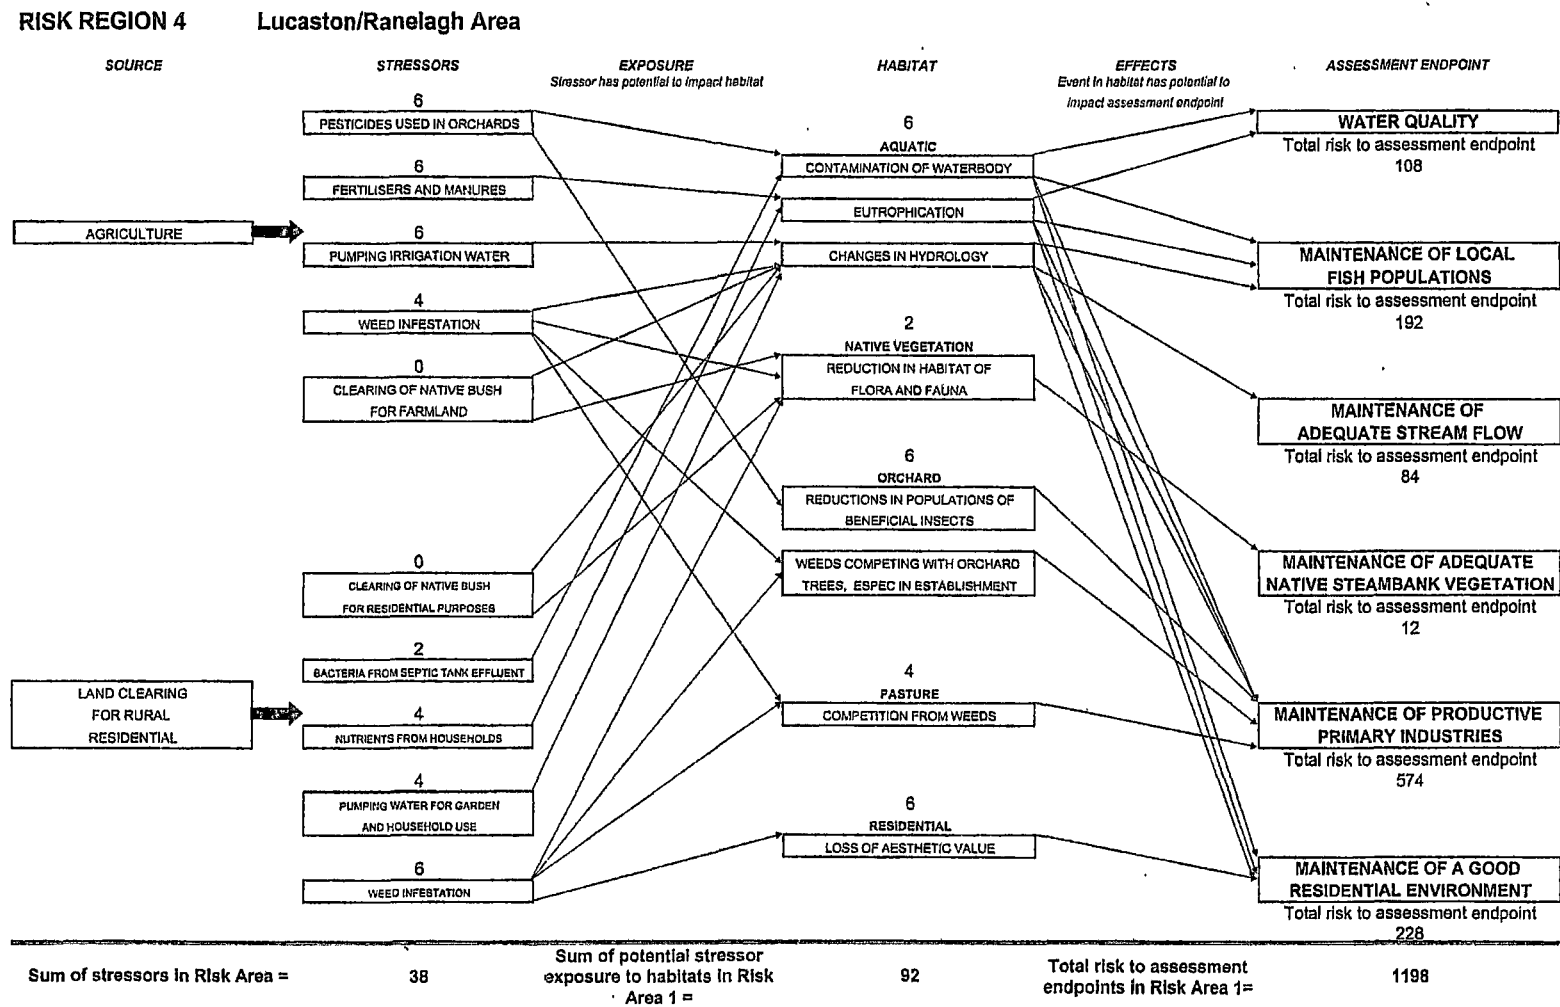 RISK REGION 4 Lucaston/Ranelagh Area
SOURCE
STRESSORS
EXPOSURE
Stressor has potential to impact habitat
HABITAT
EFFECTS
Event in habitat has potential to
impact assessment endpoint
ASSESSMENT ENDPOINT
AGRICULTURE
LAND CLEARING
FOR RURAL
RESIDENTIAL
6
PESTICIDES USED IN ORCHARDS
6
FERTILISERS AND MANURES
6
PUMPING IRRIGATION WATER
4
WEED INFESTATION
0
CLEARING OF NATIVE BUSH
FOR FARMLAND
0
CLEARING OF NATIVE BUSH
FOR RESIDENTIAL PURPOSES
2
BACTERIA FROM SEPTIC TANK EFFLUENT
4
NUTRIENTS FROM HOUSEHOLDS
4
PUMPING WATER FOR GARDEN
AND HOUSEHOLD USE
6
WEED INFESTATION
6
AQUATIC
CONTAMINATION OF WATERBODY
EUTROPHICATION
CHANGES IN HYDROLOGY
2
NATIVE VEGETATION
REDUCTION IN HABITAT OF
FLORA AND FAUNA
6
ORCHARD
REDUCTIONS IN POPULATIONS OF
BENEFICIAL INSECTS
WEEDS COMPETING WITH ORCHARD
TREES, ESPEC IN ESTABLISHMENT
4
PASTURE
COMPETITION FROM WEEDS
6
RESIDENTIAL
LOSS OF AESTHETIC VALUE
WATER QUALITY
Total risk to assessment endpoint
108
MAINTENANCE OF LOCAL
FISH POPULATIONS
Total risk to assessment endpoint
192
MAINTENANCE OF
ADEQUATE STREAM FLOW
Total risk to assessment endpoint
84
MAINTENANCE OF ADEQUATE
NATIVE STEAMBANK VEGETATION
Total risk to assessment endpoint
12
MAINTENANCE OF PRODUCTIVE
PRIMARY INDUSTRIES
Total risk to assessment endpoint
574
MAINTENANCE OF A GOOD
RESIDENTIAL ENVIRONMENT
Total risk to assessment endpoint
228
Sum of stressors in Risk Area =
38
Sum of potential stressor
exposure to habitats in Risk
Area 1 =
92
Total risk to assessment
endpoints in Risk Area 1=
1198